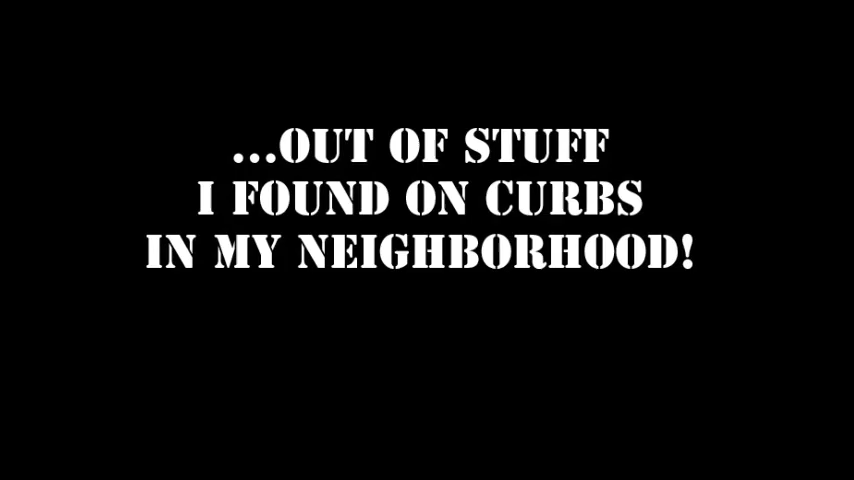 ...OUT OF STUFF
I FOUND ON CURBS
IN MY NEIGHBORHOOD!